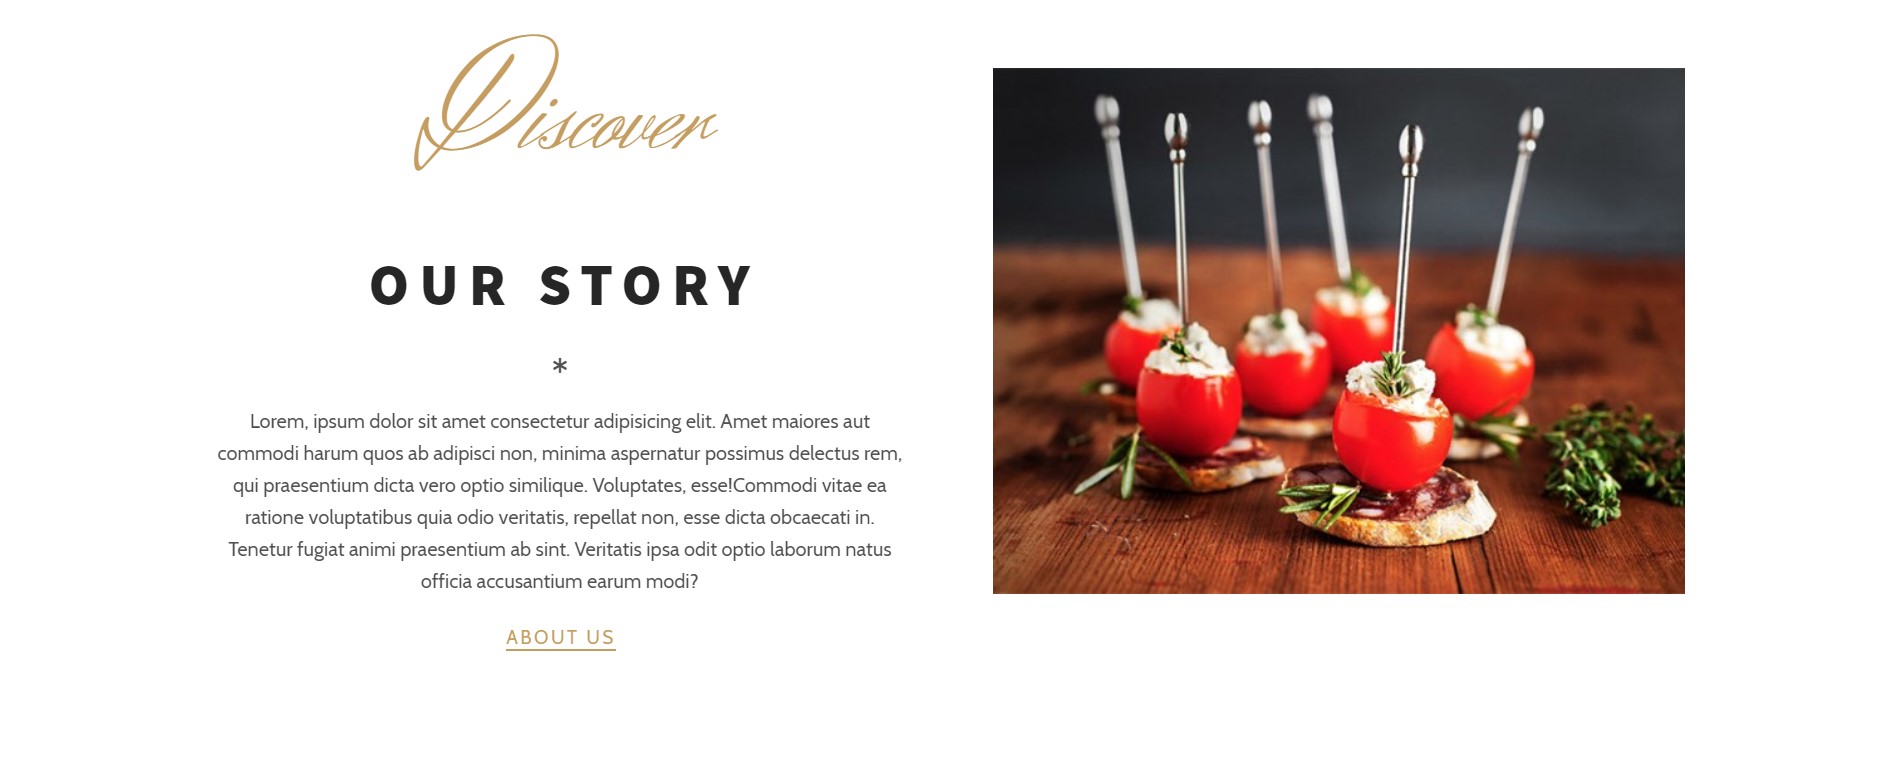 Discover
OUR STORY
*
Lorem, ipsum dolor sit amet consectetur adipisicing elit. Amet maiores aut
commodi harum quos ab adipisci non, minima aspernatur possimus delectus rem,
qui praesentium dicta vero optio similique. Voluptates, esse!Commodi vitae ea
ratione voluptatibus quia odio veritatis, repellat non, esse dicta obcaecati in.
Tenetur fugiat animi praesentium ab sint. Veritatis ipsa odit optio laborum natus
officia accusantium earum modi?
ABOUT US